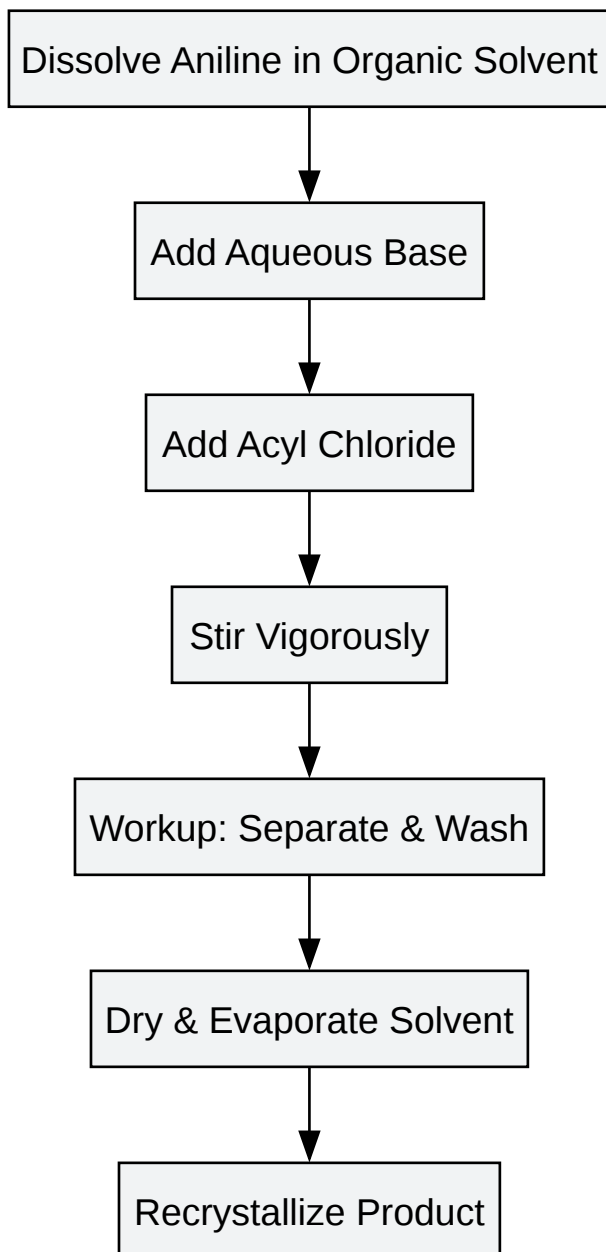 Dissolve Aniline in Organic Solvent
Add Aqueous Base
Add Acyl Chloride
Stir Vigorously
Workup: Separate & Wash
Dry & Evaporate Solvent
Recrystallize Product